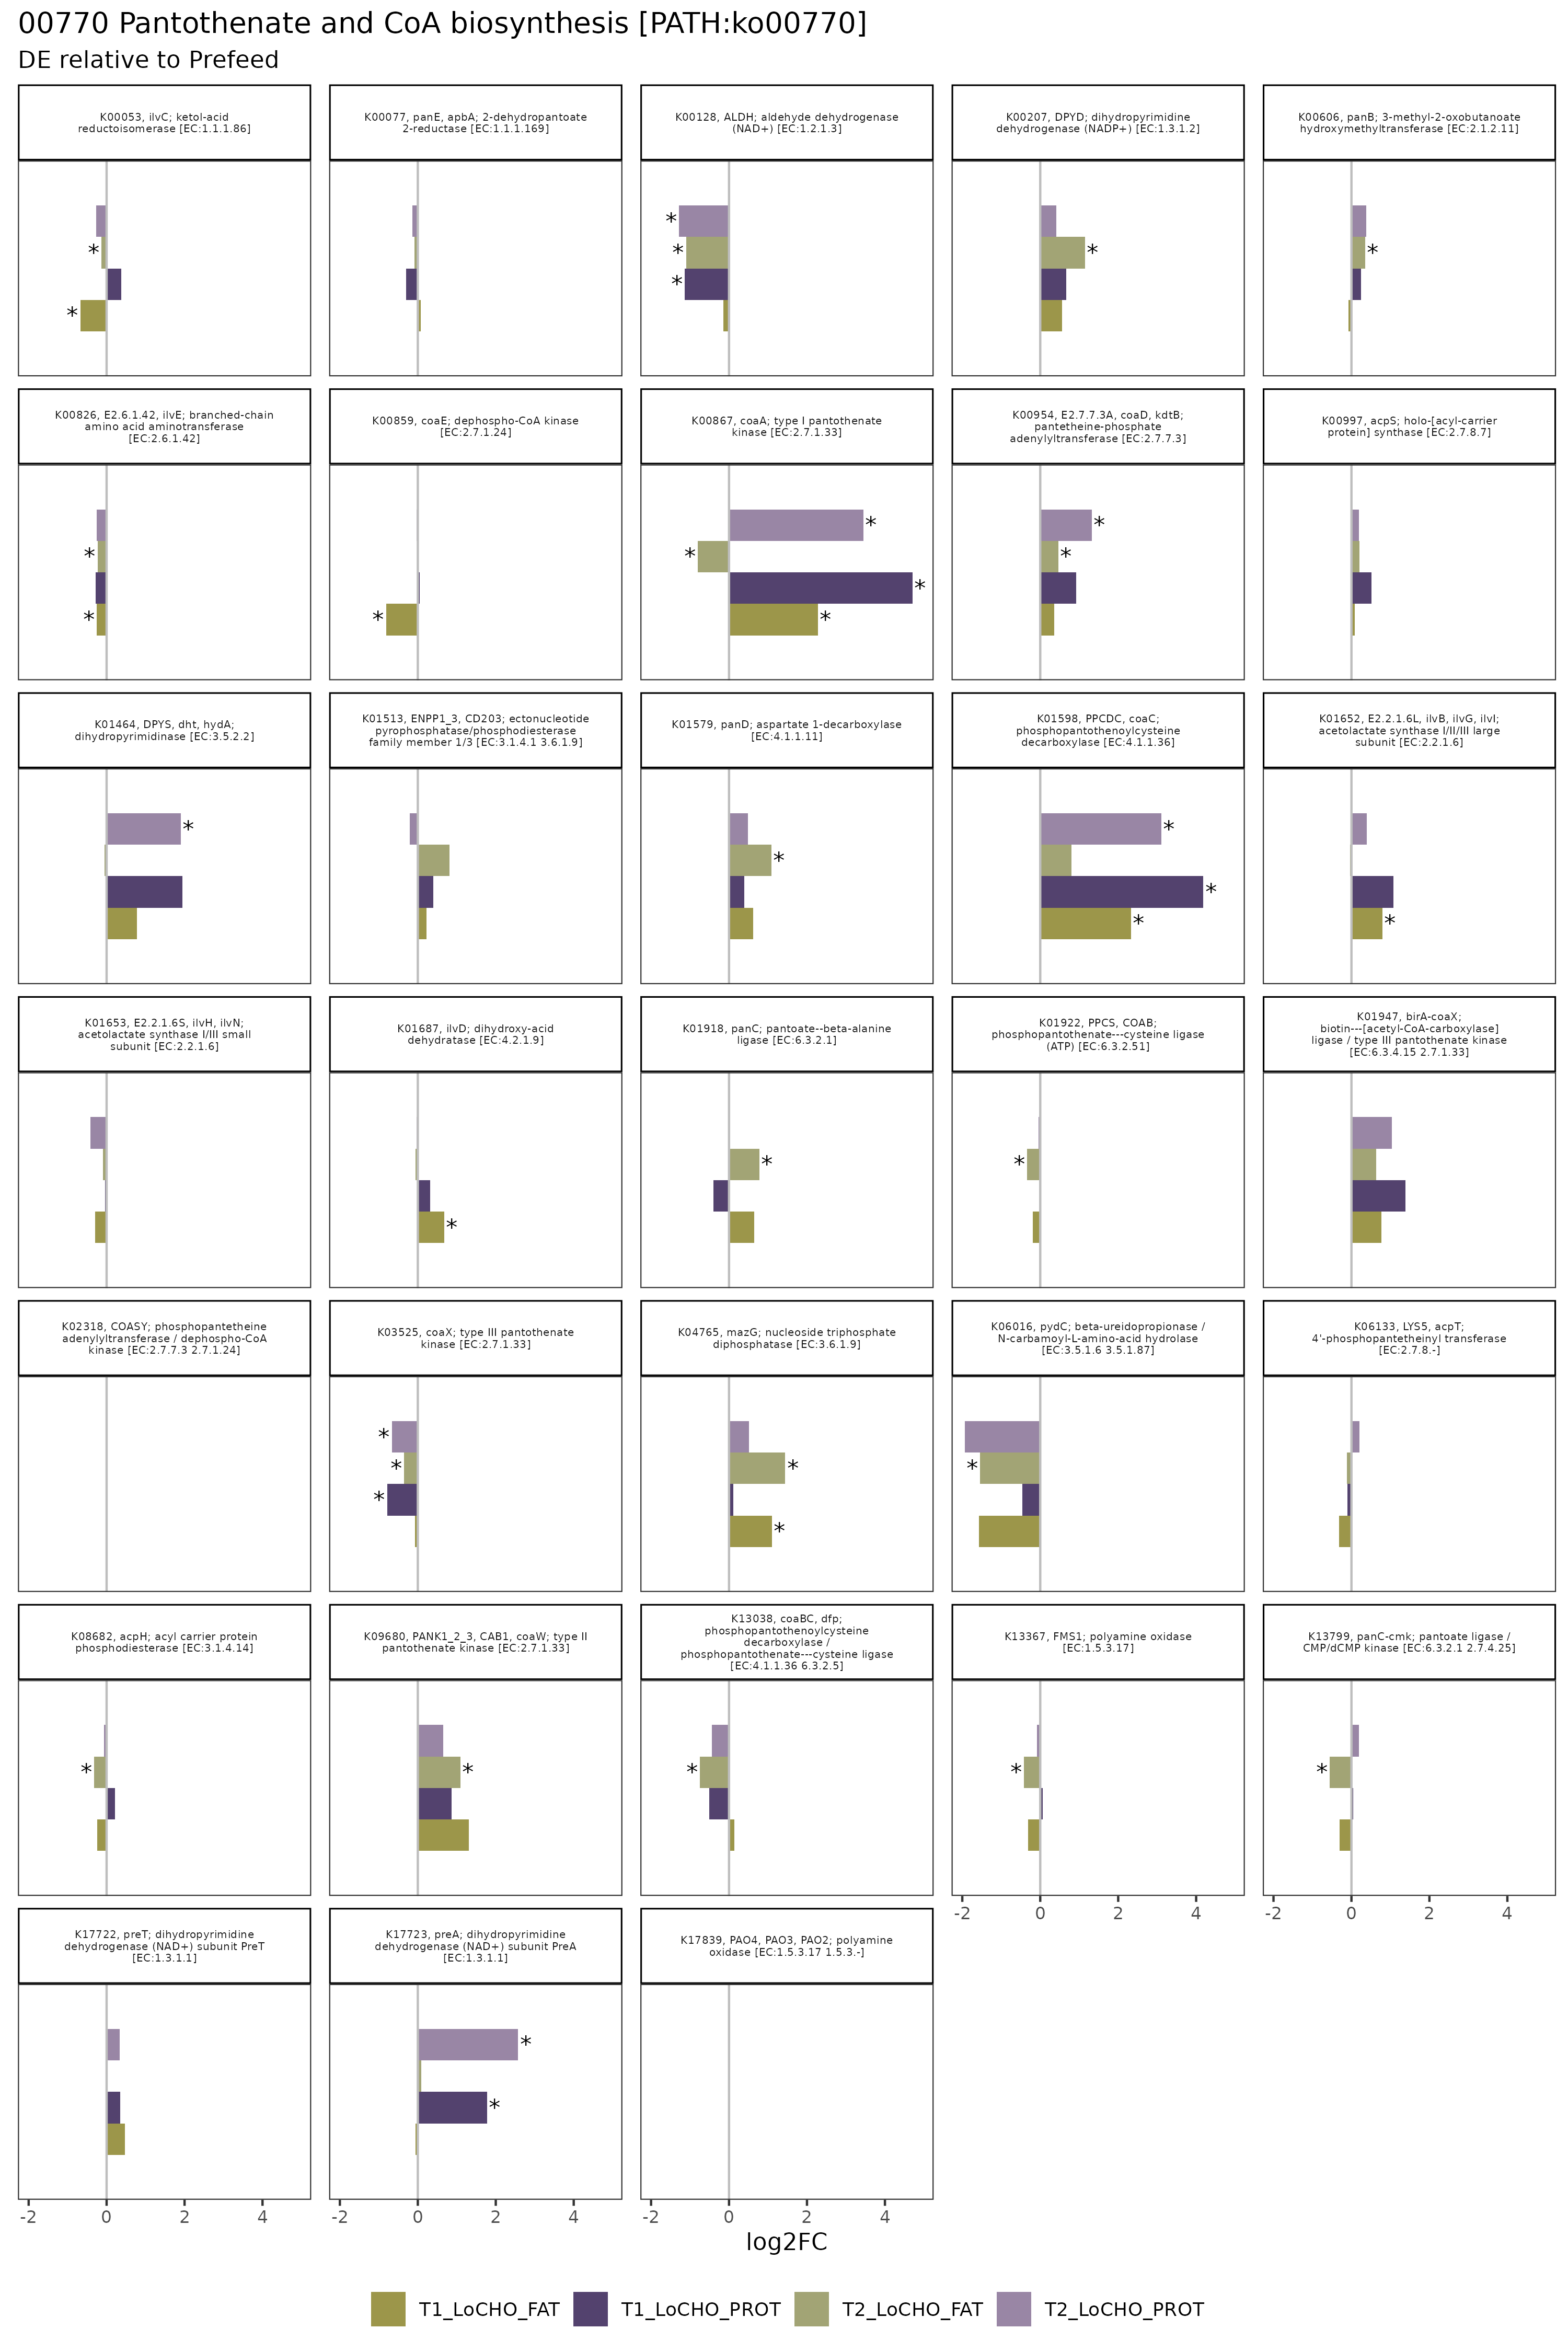 00770 Pantothenate and CoA biosynthesis [PATH:ko00770]
DE relative to Prefeed
K00053, ilvC; ketol-acid
reductoisomerase [EC:1.1.1.86]
K00077, panE, apbA; 2-dehydropantoate
2-reductase [EC:1.1.1.169]
K00128, ALDH; aldehyde dehydrogenase
(NAD+) [EC:1.2.1.3]
K00207, DPYD; dihydropyrimidine
dehydrogenase (NADP+) [EC:1.3.1.2]
K00606, panB; 3-methyl-2-oxobutanoate
hydroxymethyltransferase [EC:2.1.2.11]
*
*
*
*
*
*
*
K00826, E2.6.1.42, ilvE; branched-chain
amino acid aminotransferase
[EC:2.6.1.42]
K00859, coaE; dephospho-CoA kinase
[EC:2.7.1.24]
K00867, coaA; type I pantothenate
kinase [EC:2.7.1.33]
K00954, E2.7.7.3A, coaD, kdtB;
pantetheine-phosphate
adenylyltransferase [EC:2.7.7.3]
K00997, acpS; holo-[acyl-carrier
protein] synthase [EC:2.7.8.7]
*
*
*
*
*
*
*
*
*
K01464, DPYS, dht, hydA;
dihydropyrimidinase [EC:3.5.2.2]
K01513, ENPP1_3, CD203; ectonucleotide
pyrophosphatase/phosphodiesterase
family member 1/3 [EC:3.1.4.1 3.6.1.9]
K01579, panD; aspartate 1-decarboxylase
[EC:4.1.1.11]
K01598, PPCDC, coaC;
phosphopantothenoylcysteine
decarboxylase [EC:4.1.1.36]
K01652, E2.2.1.6L, ilvB, ilvG, ilvI;
acetolactate synthase I/II/III large
subunit [EC:2.2.1.6]
*
*
*
*
*
*
K01653, E2.2.1.6S, ilvH, ilvN;
acetolactate synthase I/III small
subunit [EC:2.2.1.6]
K01687, ilvD; dihydroxy-acid
dehydratase [EC:4.2.1.9]
K01918, panC; pantoate--beta-alanine
ligase [EC:6.3.2.1]
K01922, PPCS, COAB;
phosphopantothenate---cysteine ligase
(ATP) [EC:6.3.2.51]
K01947, birA-coaX;
biotin---[acetyl-CoA-carboxylase]
ligase / type III pantothenate kinase
[EC:6.3.4.15 2.7.1.33]
*
*
*
K02318, COASY; phosphopantetheine
adenylyltransferase / dephospho-CoA
kinase [EC:2.7.7.3 2.7.1.24]
K03525, coaX; type III pantothenate
kinase [EC:2.7.1.33]
K04765, mazG; nucleoside triphosphate
diphosphatase [EC:3.6.1.9]
K06016, pydC; beta-ureidopropionase /
N-carbamoyl-L-amino-acid hydrolase
[EC:3.5.1.6 3.5.1.87]
K06133, LYS5, acpT;
4'-phosphopantetheinyl transferase
[EC:2.7.8.-]
*
*
*
*
*
*
K08682, acpH; acyl carrier protein
phosphodiesterase [EC:3.1.4.14]
K09680, PANK1_2_3, CAB1, coaW; type II
pantothenate kinase [EC:2.7.1.33]
K13038, coaBC, dfp;
phosphopantothenoylcysteine
decarboxylase /
phosphopantothenate---cysteine ligase
[EC:4.1.1.36 6.3.2.5]
K13367, FMS1; polyamine oxidase
[EC:1.5.3.17]
K13799, panC-cmk; pantoate ligase /
CMP/dCMP kinase [EC:6.3.2.1 2.7.4.25]
*
*
*
*
*
-2 0 2 4
-2 0 2 4
K17722, preT; dihydropyrimidine
dehydrogenase (NAD+) subunit PreT
[EC:1.3.1.1]
K17723, preA; dihydropyrimidine
dehydrogenase (NAD+) subunit PreA
[EC:1.3.1.1]
K17839, PAO4, PAO3, PAO2; polyamine
oxidase [EC:1.5.3.17 1.5.3.-]
*
*
-2 0 2 4
-2 0 2 4
-2 0 2 4
log2FC
T1_LoCHO_FAT T1_LoCHO_PROT T2_LoCHO_FAT T2_LoCHO_PROT